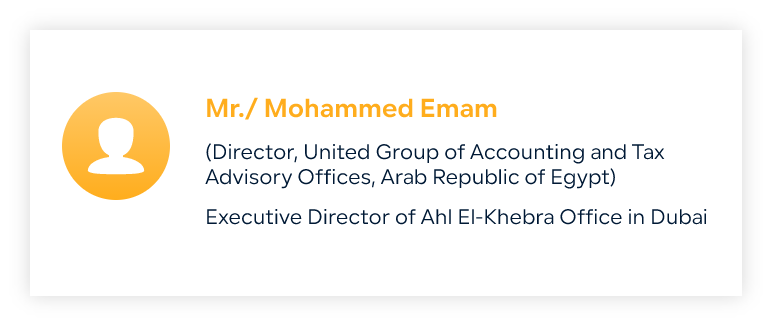 Mr./ Mohammed Emam
(Director, United Group of Accounting and Tax
Advisory Offices, Arab Republic of Egypt)
Executive Director of Ahl El-Khebra Office in Dubai